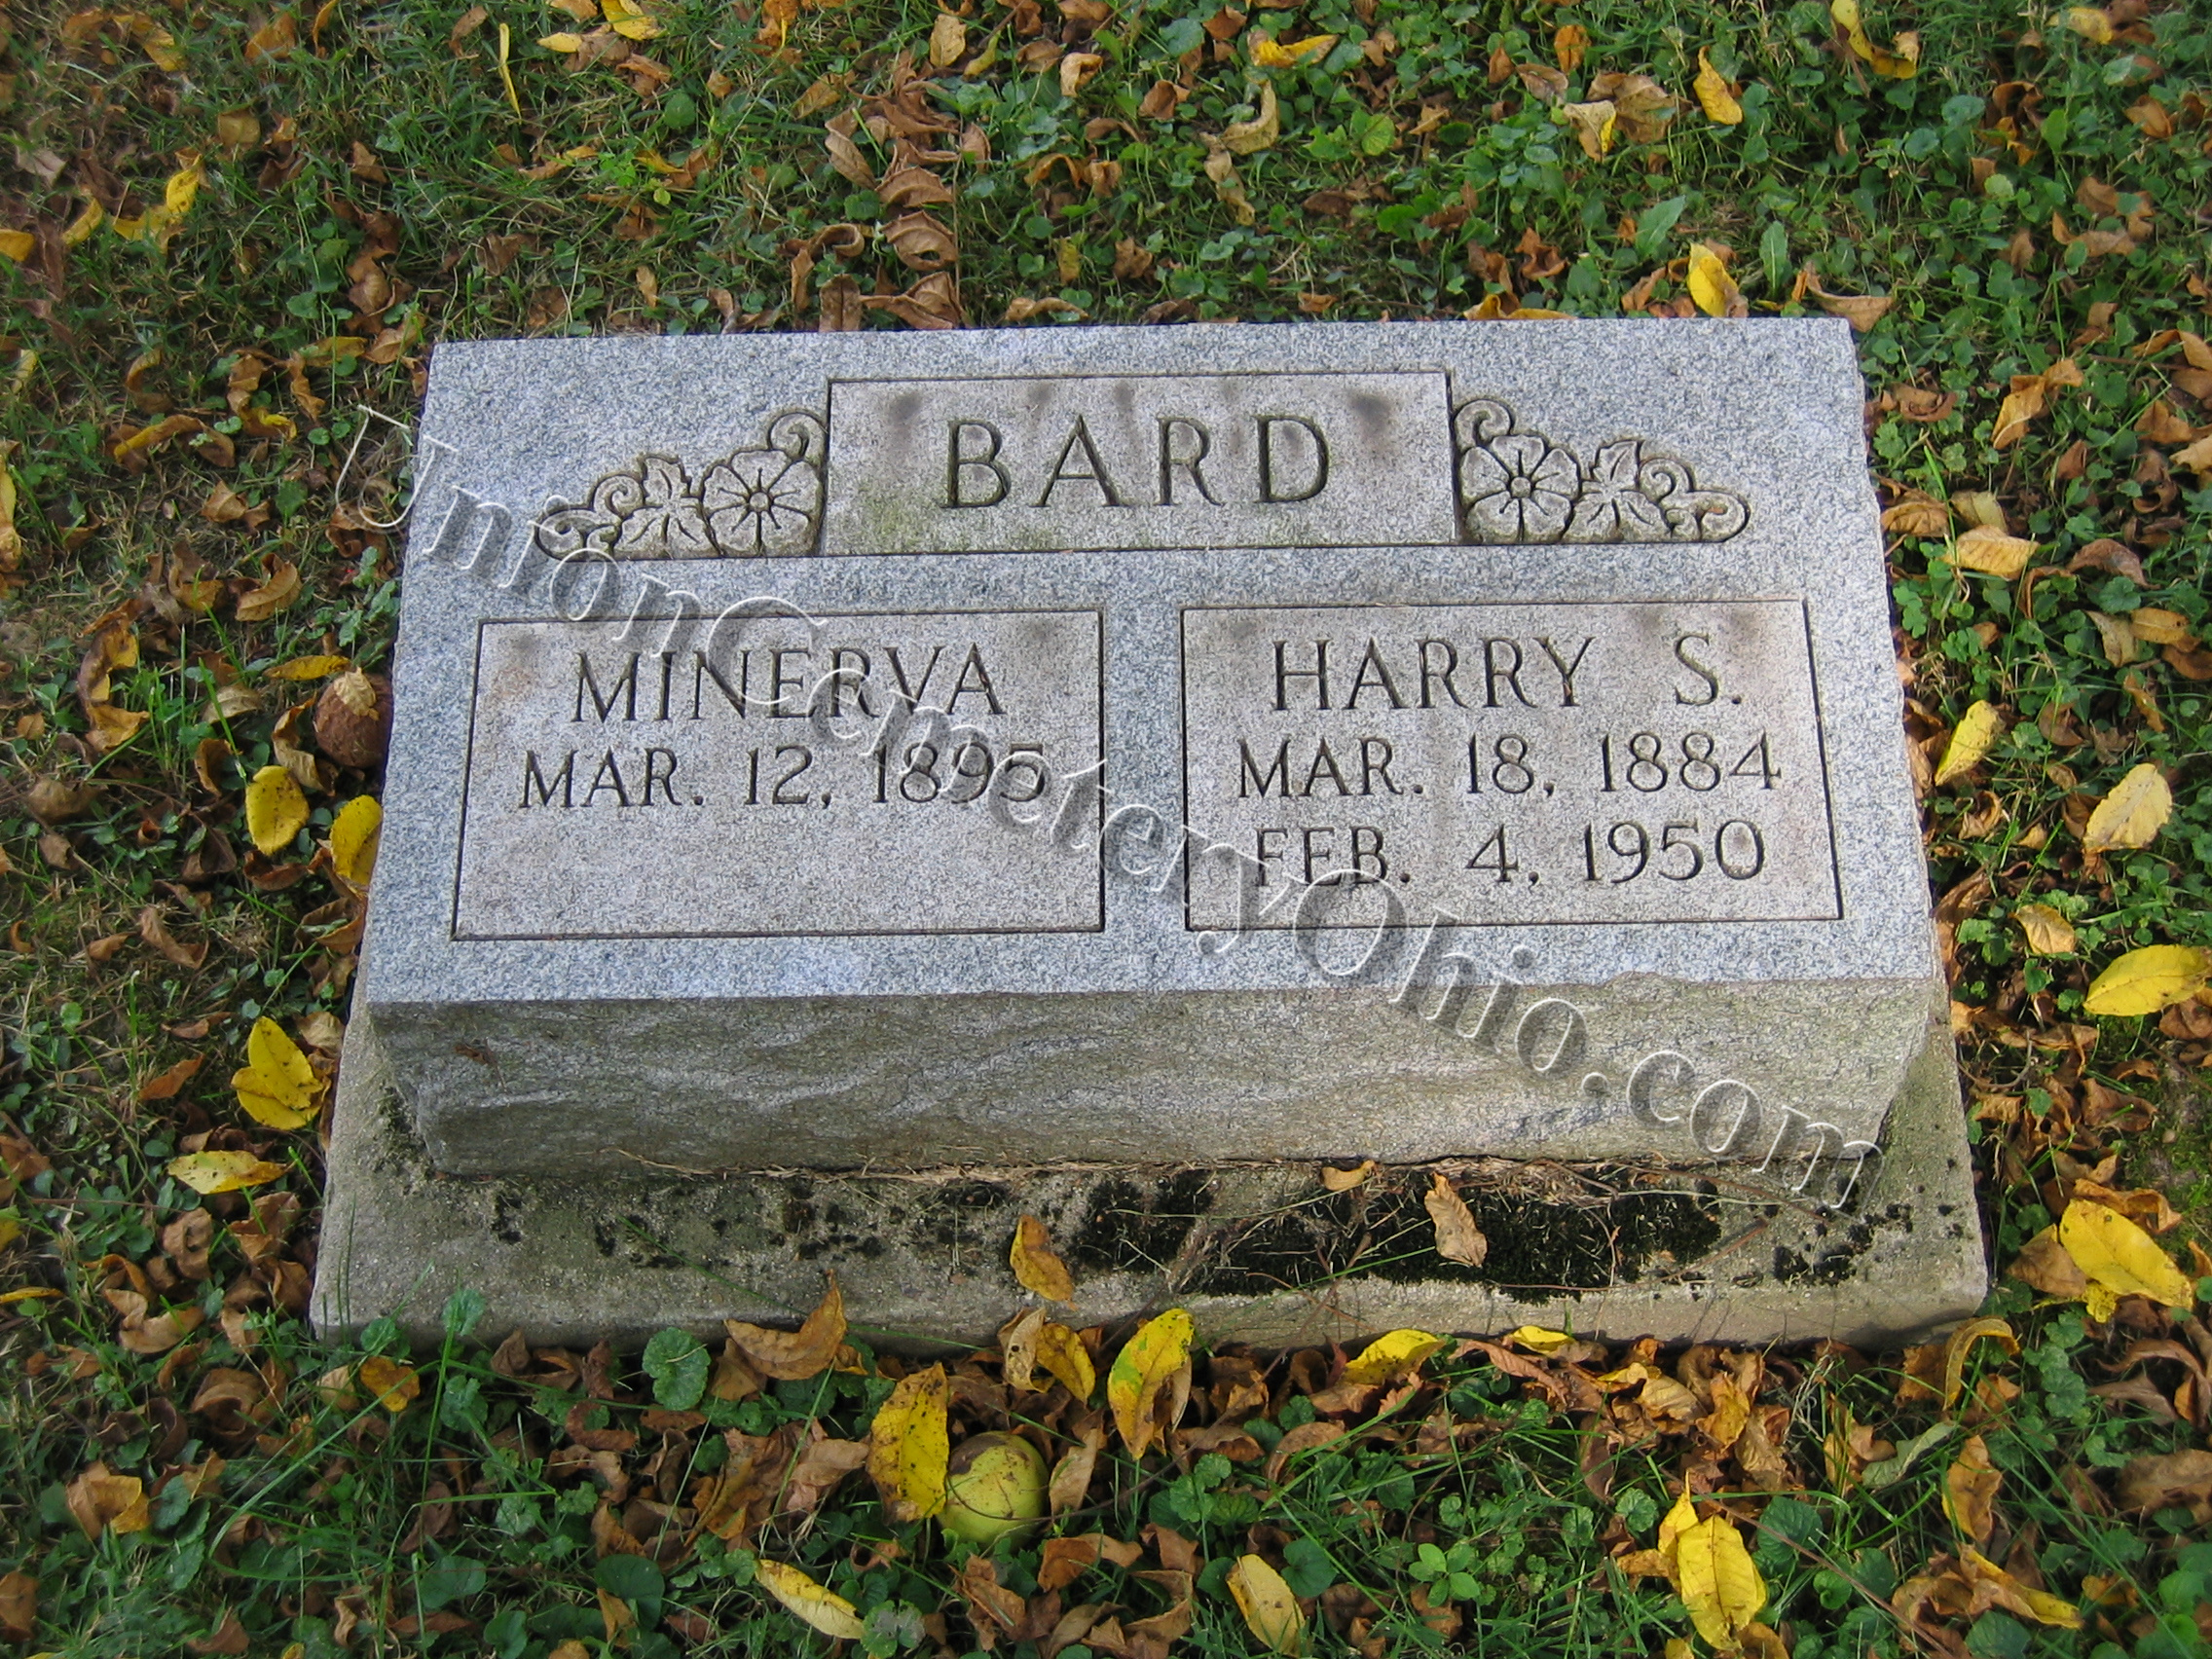 BARD
MINERVA
MAR. 12, 1895
HARRY S.
MAR. 18, 1884
FEB. 4, 1950
UnionCemeteryOhio.com